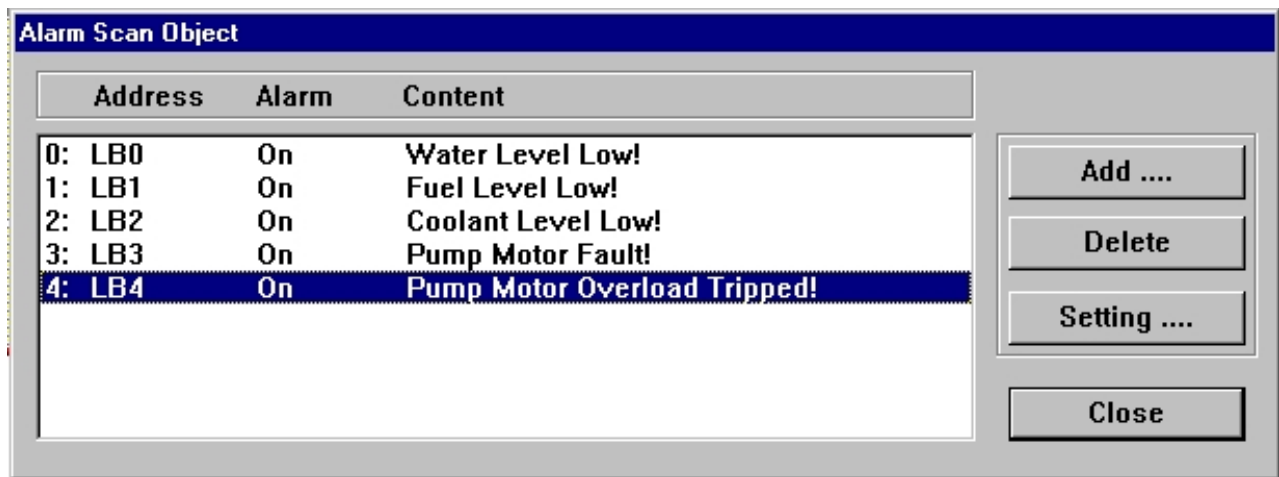 Alarm Scan Object
Address Alarm Content
0: LB0 On Water Level Low!
1: LB1 On Fuel Level Low!
2: LB2 On Coolant Level Low!
3: LB3 On Pump Motor Fault!
4: LB4 On Pump Motor Overload Tripped!
Add ....
Delete
Setting ....
Close